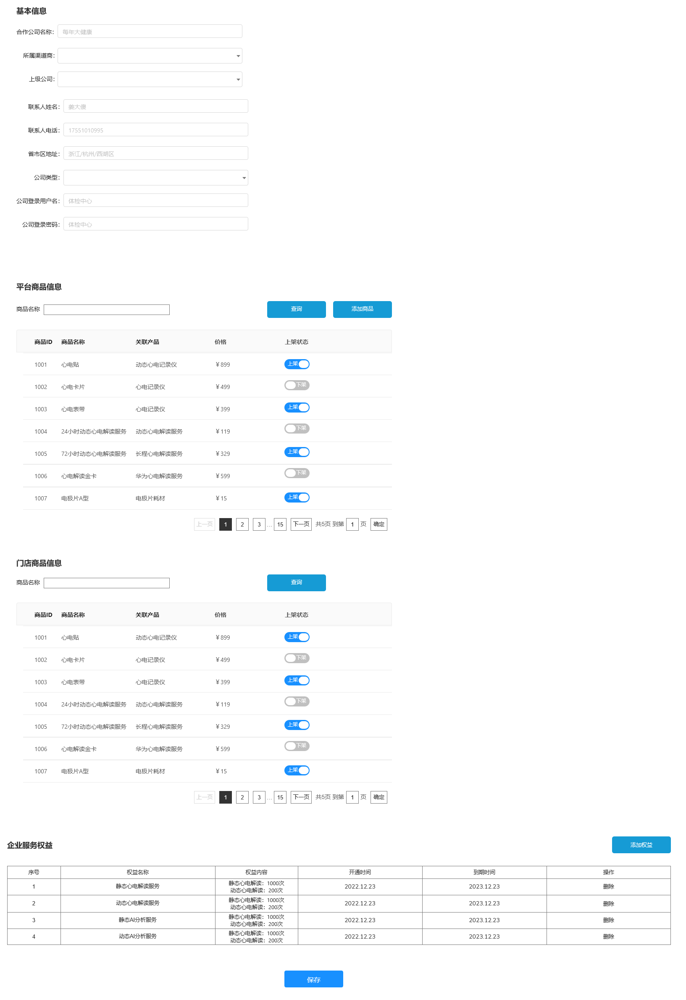 基本信息
合作公司名称: 每年大健康
所属渠道商:
上级公司:
联系人姓名: 姜大傻
联系人电话: 17551010995
省市区地址: 浙江/杭州/西湖区
公司类型:
公司登录用户名: 体检中心
公司登录密码: 体检中心
平台商品信息
商品名称 查询 添加商品
商品ID 商品名称 关联产品 价格 上架状态
1001 心电贴 动态心电记录仪 ¥899 上架
1002 心电卡片 心电记录仪 ¥499 下架
1003 心电表带 心电记录仪 ¥399 上架
1004 24小时动态心电解读服务 动态心电解读服务 ¥119 下架
1005 72小时动态心电解读服务 长程心电解读服务 ¥329 上架
1006 心电解读金卡 华为心电解读服务 ¥599 下架
1007 电极片A型 电极片耗材 ¥15 上架
上一页 1 2 3 ... 15 下一页 共5页 到第 1 页 确定
门店商品信息
商品名称 查询
商品ID 商品名称 关联产品 价格 上架状态
1001 心电贴 动态心电记录仪 ¥899 上架
1002 心电卡片 心电记录仪 ¥499 下架
1003 心电表带 心电记录仪 ¥399 上架
1004 24小时动态心电解读服务 动态心电解读服务 ¥119 下架
1005 72小时动态心电解读服务 长程心电解读服务 ¥329 上架
1006 心电解读金卡 华为心电解读服务 ¥599 下架
1007 电极片A型 电极片耗材 ¥15 上架
上一页 1 2 3 ... 15 下一页 共5页 到第 1 页 确定
企业服务权益 添加权益
序号 权益名称 权益内容 开通时间 到期时间 操作
1 静态心电解读服务 静态心电解读：1000次 2022.12.23 2023.12.23 删除
动态心电解读：200次
2 动态心电解读服务 静态心电解读：1000次 2022.12.23 2023.12.23 删除
动态心电解读：200次
3 静态AI分析服务 静态心电解读：1000次 2022.12.23 2023.12.23 删除
动态心电解读：200次
4 动态AI分析服务 静态心电解读：1000次 2022.12.23 2023.12.23 删除
动态心电解读：200次
保存